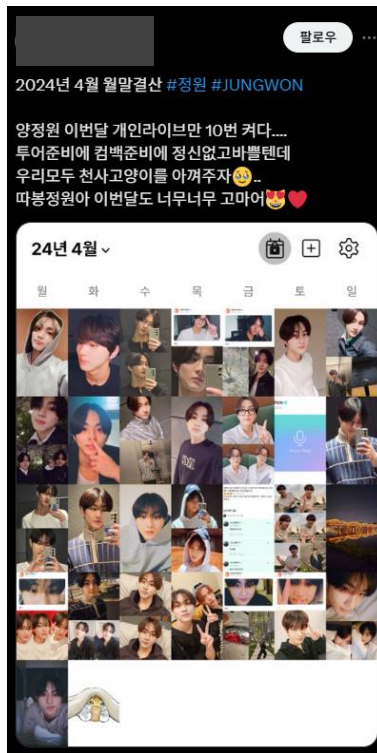 팔로우
2024년 4월 월말결산 #정원 #JUNGWON
양정원 이번달 개인라이브만 10번 켜다....
투어준비에 컴백준비에 정신없고바쁠텐데
우리모두 천사고양이를 아껴주자🥹..
따봉정원아 이번달도 너무너무 고마어😻❤️
24년 4월
월 화 수 목 금 토 일